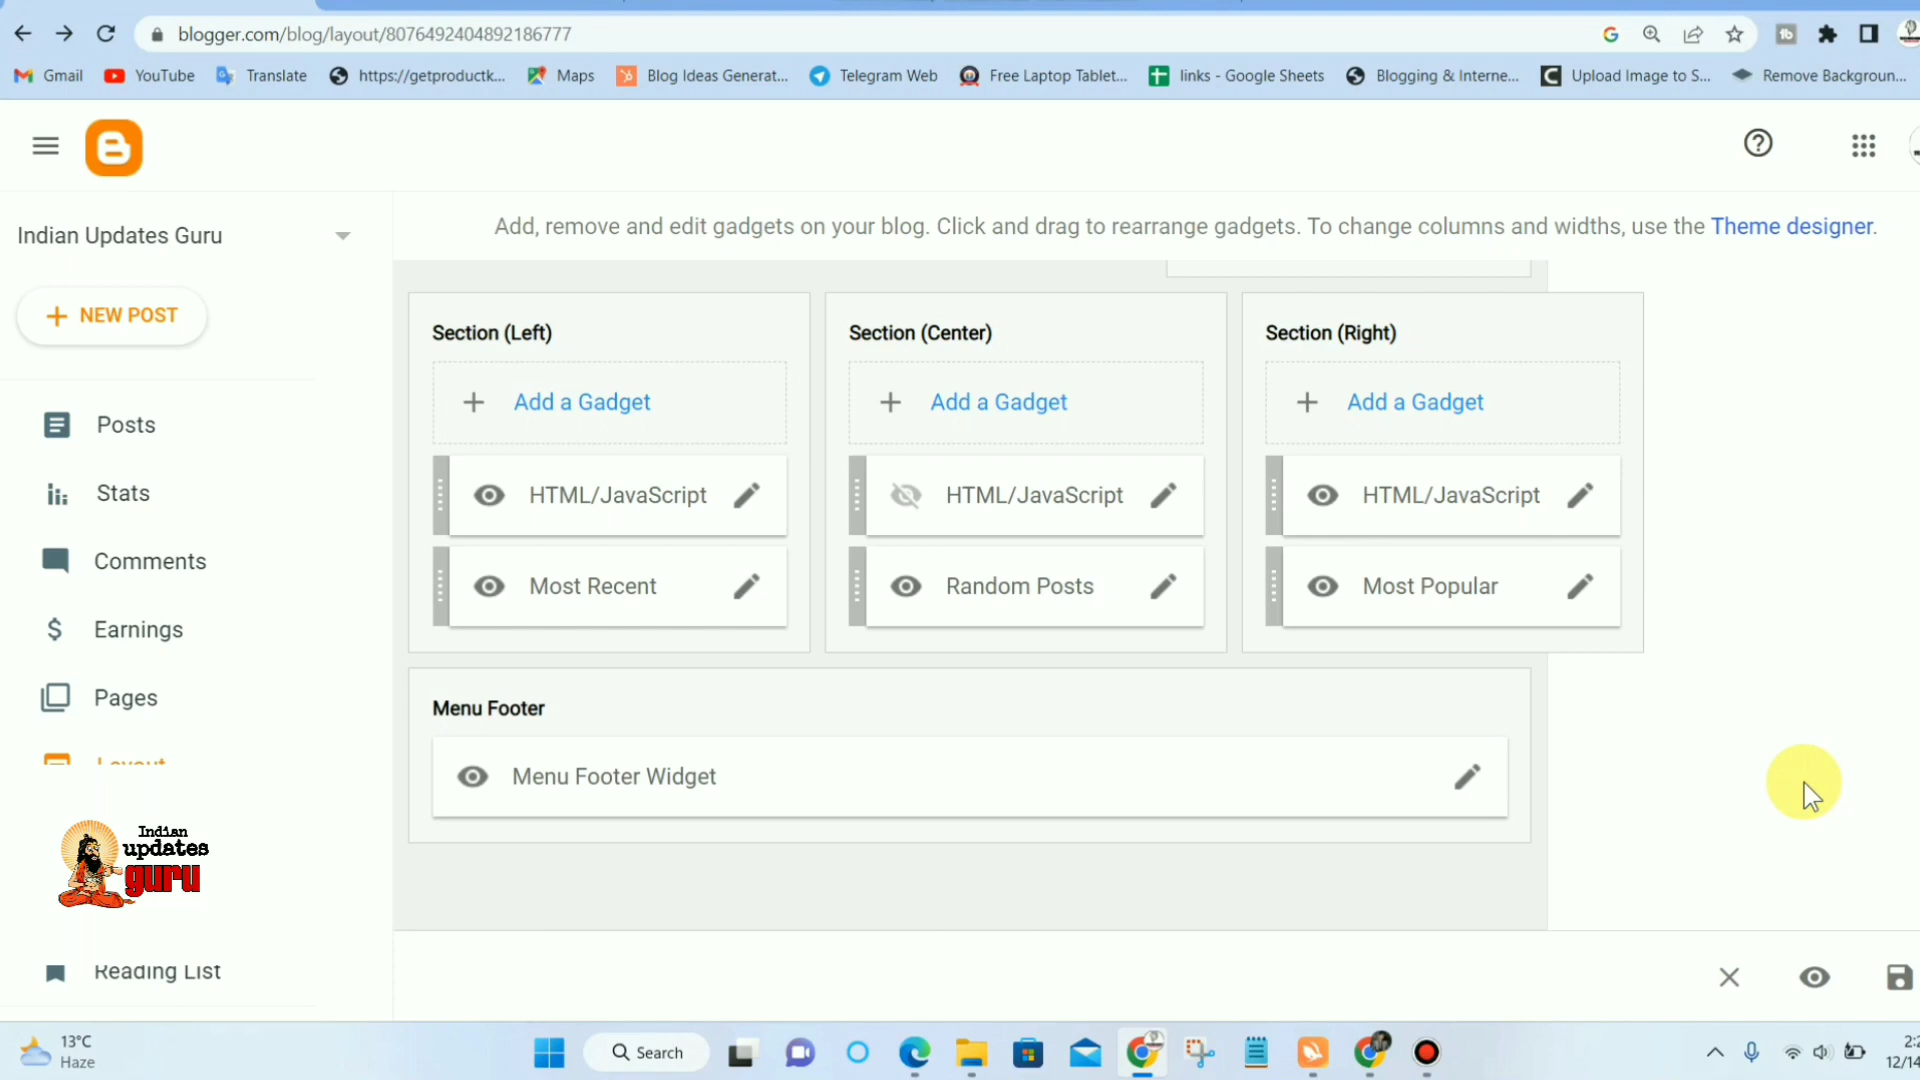 blogger.com/blog/layout/8076492404892186777
Gmail YouTube Translate https://getproductk... Maps Blog Ideas Generat... Telegram Web Free Laptop Tablet... links - Google Sheets Blogging & Interne... Upload Image to S... Remove Backgroun...
Indian Updates Guru
Add, remove and edit gadgets on your blog. Click and drag to rearrange gadgets. To change columns and widths, use the Theme designer.
NEW POST
Posts
Stats
Comments
Earnings
Pages
Layout
Indian
updates
guru
Reading List
Section (Left)
Add a Gadget
HTML/JavaScript
Most Recent
Section (Center)
Add a Gadget
HTML/JavaScript
Random Posts
Section (Right)
Add a Gadget
HTML/JavaScript
Most Popular
Menu Footer
Menu Footer Widget
13°C
Haze
Search